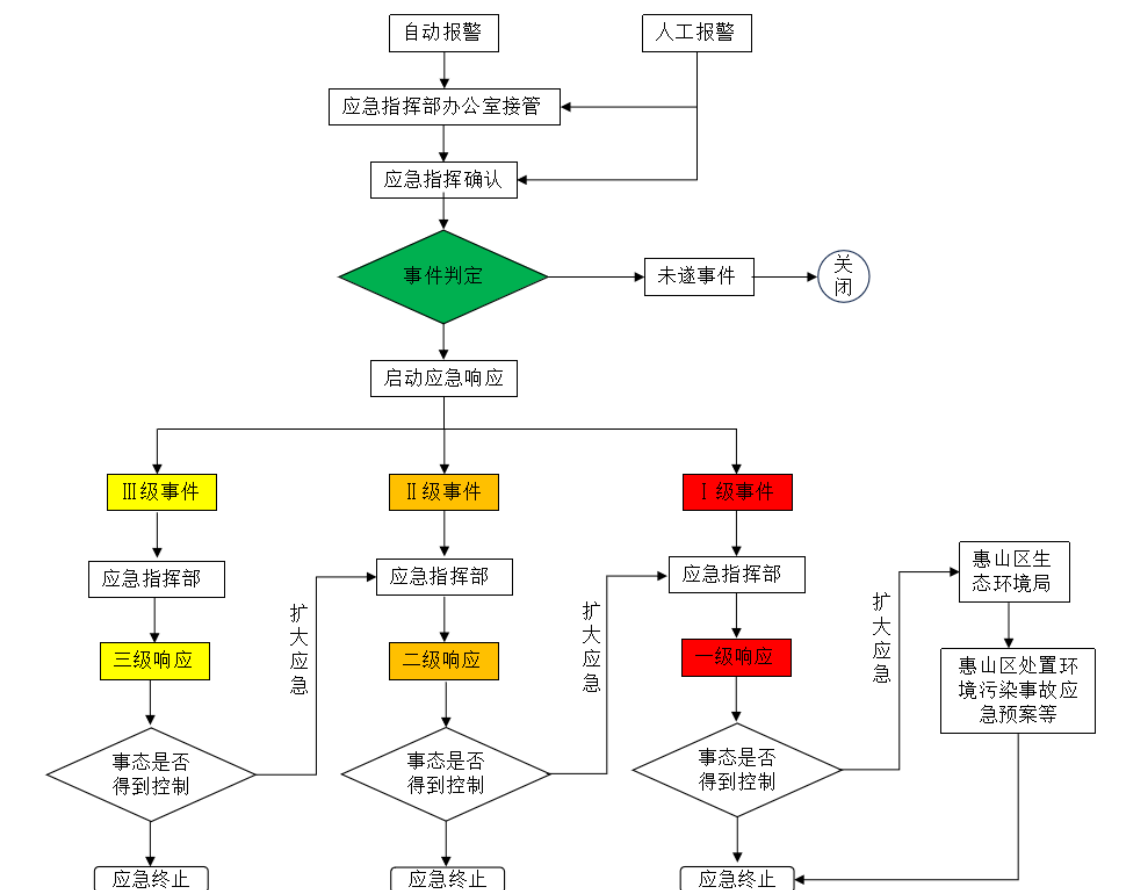 自动报警
人工报警
应急指挥部办公室接管
应急指挥确认
事件判定
未遂事件
关
闭
启动应急响应
Ⅲ级事件
Ⅱ级事件
Ⅰ级事件
应急指挥部
应急指挥部
应急指挥部
惠山区生
态环境局
扩
大
应
急
扩
大
应
急
扩
大
应
急
三级响应
二级响应
一级响应
惠山区处置环
境污染事故应
急预案等
事态是否
得到控制
事态是否
得到控制
事态是否
得到控制
应急终止
应急终止
应急终止